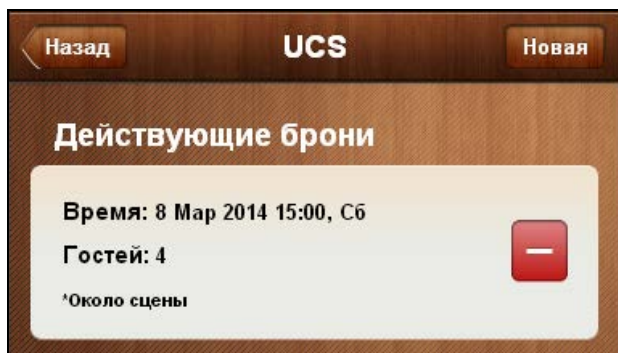 Назад UCS Новая
Действующие брони
Время: 8 Мар 2014 15:00, Сб
Гостей: 4
*Около сцены